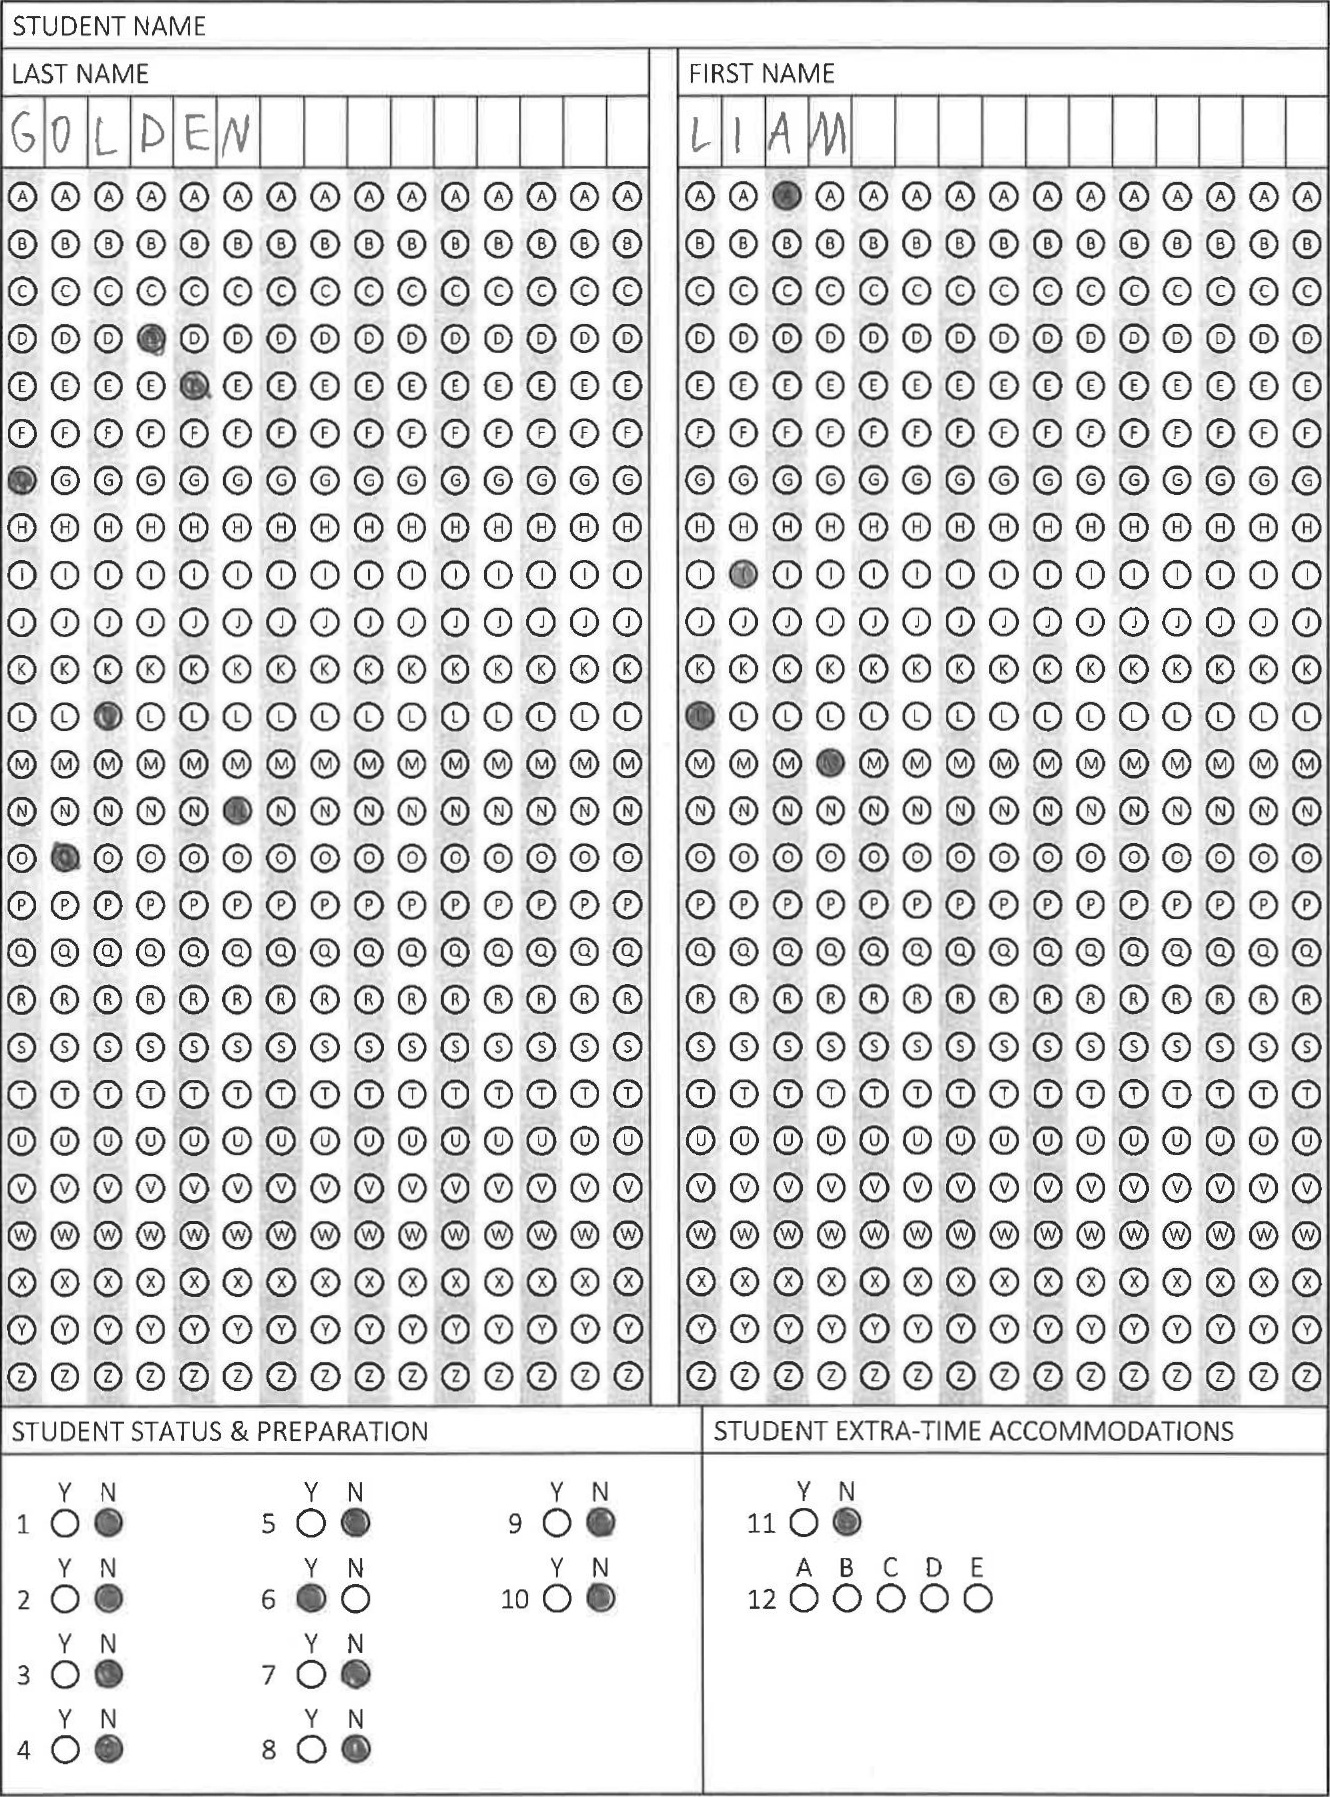 STUDENT NAME
LAST NAME FIRST NAME
GOLDEN LIAM
A A A A A A A A A A A A A A A A A A A A A A A A A A A A A A
B B B B B B B B B B B B B B B B B B B B B B B B B B B B B B
C C C C C C C C C C C C C C C C C C C C C C C C C C C C C C
D D D D D D D D D D D D D D D D D D D D D D D D D D D D D
E E E E E E E E E E E E E E E E E E E E E E E E E E E E E
F F F F F F F F F F F F F F F F F F F F F F F F F F F F F F
G G G G G G G G G G G G G G G G G G G G G G G G G G G G G
H H H H H H H H H H H H H H H H H H H H H H H H H H H H H H
I I I I I I I I I I I I I I I I I I I I I I I I I I I I I I
J J J J J J J J J J J J J J J J J J J J J J J J J J J J J J
K K K K K K K K K K K K K K K K K K K K K K K K K K K K K K
L L L L L L L L L L L L L L L L L L L L L L L L L L L L
M M M M M M M M M M M M M M M M M M M M M M M M M M M M M
N N N N N N N N N N N N N N N N N N N N N N N N N N N N N
O O O O O O O O O O O O O O O O O O O O O O O O O O O O O
P P P P P P P P P P P P P P P P P P P P P P P P P P P P P P
Q Q Q Q Q Q Q Q Q Q Q Q Q Q Q Q Q Q Q Q Q Q Q Q Q Q Q Q Q Q
R R R R R R R R R R R R R R R R R R R R R R R R R R R R R R
S S S S S S S S S S S S S S S S S S S S S S S S S S S S S S
T T T T T T T T T T T T T T T T T T T T T T T T T T T T T T
U U U U U U U U U U U U U U U U U U U U U U U U U U U U U U
V V V V V V V V V V V V V V V V V V V V V V V V V V V V V V
W W W W W W W W W W W W W W W W W W W W W W W W W W W W W W
X X X X X X X X X X X X X X X X X X X X X X X X X X X X X X
Y Y Y Y Y Y Y Y Y Y Y Y Y Y Y Y Y Y Y Y Y Y Y Y Y Y Y Y Y Y
Z Z Z Z Z Z Z Z Z Z Z Z Z Z Z Z Z Z Z Z Z Z Z Z Z Z Z Z Z Z
STUDENT STATUS & PREPARATION STUDENT EXTRA-TIME ACCOMMODATIONS
Y N Y N Y N Y N
1 5 9 11
Y N Y N Y N A B C D E
2 6 10 12
Y N Y N
3 7
Y N Y N
4 8